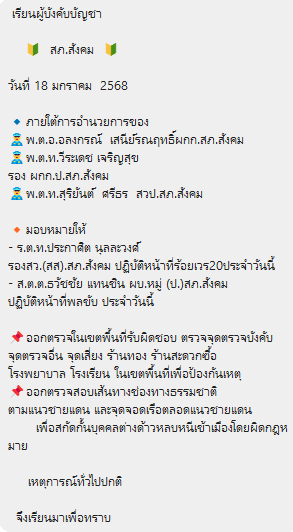 เรียนผู้บังคับบัญชา
🔰 สภ.สังคม 🔰
วันที่ 18 มกราคม 2568
🔹ภายใต้การอำนวยการของ
👮พ.ต.อ.อลงกรณ์ เสนีย์รณฤทธิ์ผกก.สภ.สังคม
👮พ.ต.ท.วีระเดช เจริญสุข
รอง ผกก.ป.สภ.สังคม
👮พ.ต.ท.สุริยันต์ ศรีธร สวป.สภ.สังคม
🔸มอบหมายให้
- ร.ต.ท.ประกาศิต นุลละวงศ์
รองสว.(สส).สภ.สังคม ปฏิบัติหน้าที่ร้อยเวร20ประจำวันนี้
- ส.ต.ต.ธวัชชัย แทนซิน ผบ.หมู่ (ป.)สภ.สังคม
ปฏิบัติหน้าที่พลขับ ประจำวันนี้
📌ออกตรวจในเขตพื้นที่รับผิดชอบ ตรวจจุดตรวจบังคับ
จุดตรวจอื่น จุดเสี่ยง ร้านทอง ร้านสะดวกซื้อ
โรงพยาบาล โรงเรียน ในเขตพื้นที่เพื่อป้องกันเหตุ
📌ออกตรวจสอบเส้นทางช่องทางธรรมชาติ
ตามแนวชายแดน และจุดจอดเรือตลอดแนวชายแดน
เพื่อสกัดกั้นบุคคลต่างด้าวหลบหนีเข้าเมืองโดยผิดกฎห
มาย
เหตุการณ์ทั่วไปปกติ
จึงเรียนมาเพื่อทราบ